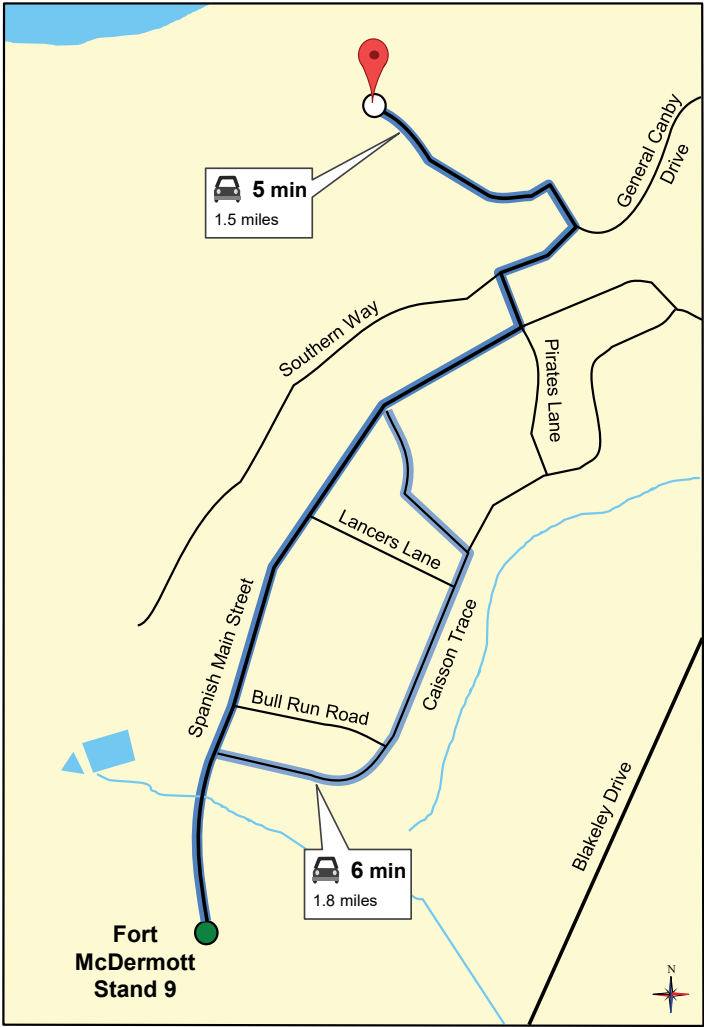 General Canby
Drive
5 min
1.5 miles
Southern Way
Pirates Lane
Lancers Lane
Spanish Main Street
Caisson Trace
Bull Run Road
Blakeley Drive
6 min
1.8 miles
Fort
McDermott
Stand 9
N